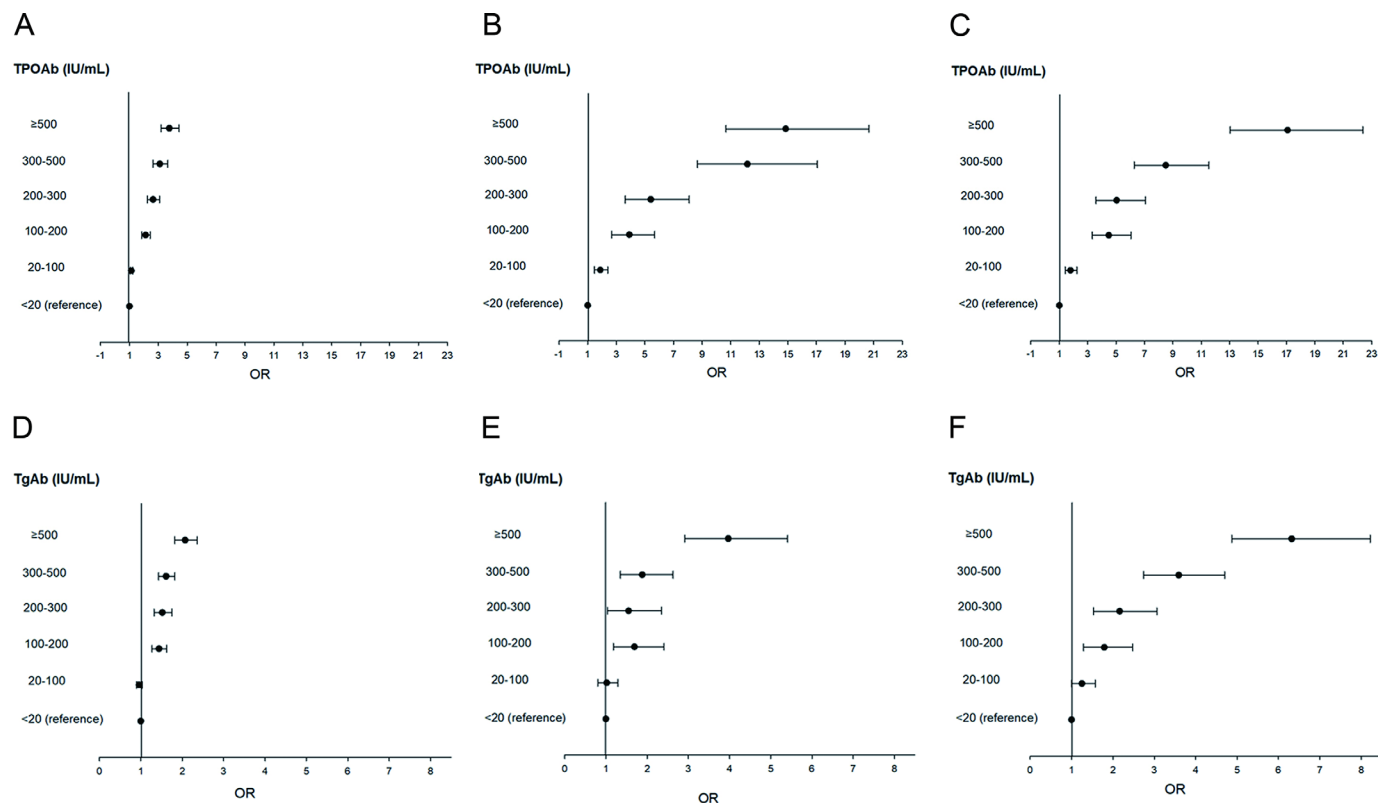 A
TPOAb (IU/mL)
≥500
300-500
200-300
100-200
20-100
<20 (reference)
-1 1 3 5 7 9 11 13 15 17 19 21 23
OR
B
TPOAb (IU/mL)
≥500
300-500
200-300
100-200
20-100
<20 (reference)
-1 1 3 5 7 9 11 13 15 17 19 21 23
OR
C
TPOAb (IU/mL)
≥500
300-500
200-300
100-200
20-100
<20 (reference)
-1 1 3 5 7 9 11 13 15 17 19 21 23
OR
D
TgAb (IU/mL)
≥500
300-500
200-300
100-200
20-100
<20 (reference)
0 1 2 3 4 5 6 7 8
OR
E
TgAb (IU/mL)
≥500
300-500
200-300
100-200
20-100
<20 (reference)
0 1 2 3 4 5 6 7 8
OR
F
TgAb (IU/mL)
≥500
300-500
200-300
100-200
20-100
<20 (reference)
0 1 2 3 4 5 6 7 8
OR